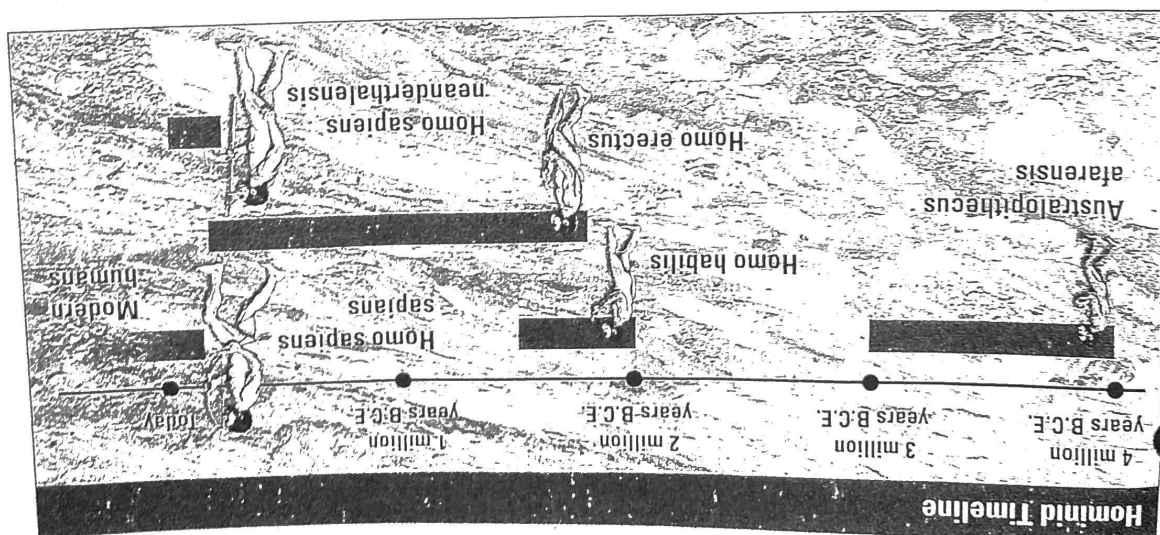 Hominid Timeline
4 million
years B.C.E.
3 million
years B.C.E.
2 million
years B.C.E.
1 million
years B.C.E.
Today
Australopithecus
afarensis
Homo habilis
Homo sapiens
sapians
Modern
humans
Homo erectus
Homo sapiens
neanderthalensis